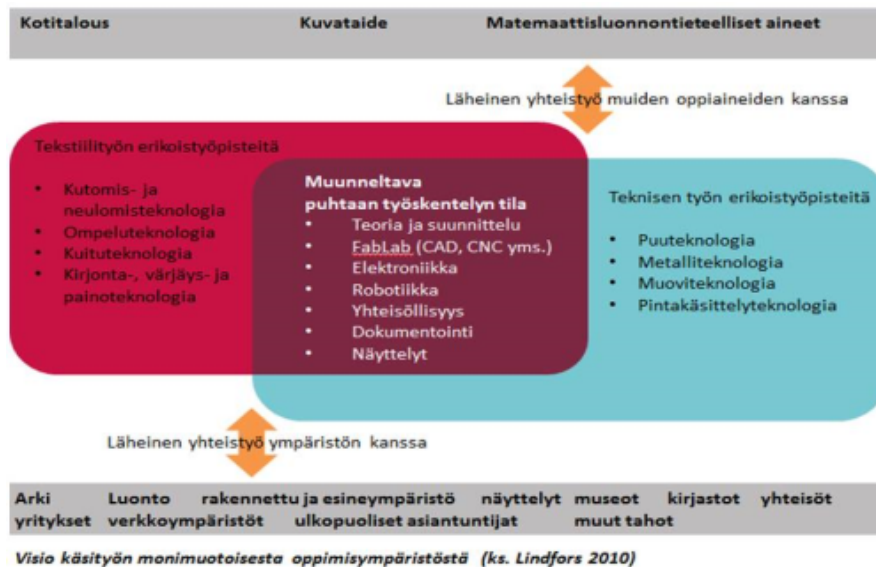 Kotitalous Kuvataide Matemaattisluonnontieteelliset aineet
Läheinen yhteistyö muiden oppiaineiden kanssa
Tekstiilityön erikoistyöpisteitä
• Kutomis- ja
neulomisteknologia
• Ompeluteknologia
• Kuituteknologia
• Kirjonta-, värjäys- ja
painoteknologia
Muunneltava
puhtaan työskentelyn tila
• Teoria ja suunnittelu
• FabLab (CAD, CNC yms.)
• Elektroniikka
• Robotiikka
• Yhteisöllisyys
• Dokumentointi
• Näyttelyt
Teknisen työn erikoistyöpisteitä
• Puuteknologia
• Metalliteknologia
• Muoviteknologia
• Pintakäsittelyteknologia
Läheinen yhteistyö ympäristön kanssa
Arki Luonto rakennettu ja esineympäristö näyttelyt museot kirjastot yhteisöt
yritykset verkkoympäristöt ulkopuoliset asiantuntijat muut tahot
Visio käsityön monimuotoisesta oppimisympäristöstä (ks. Lindfors 2010)